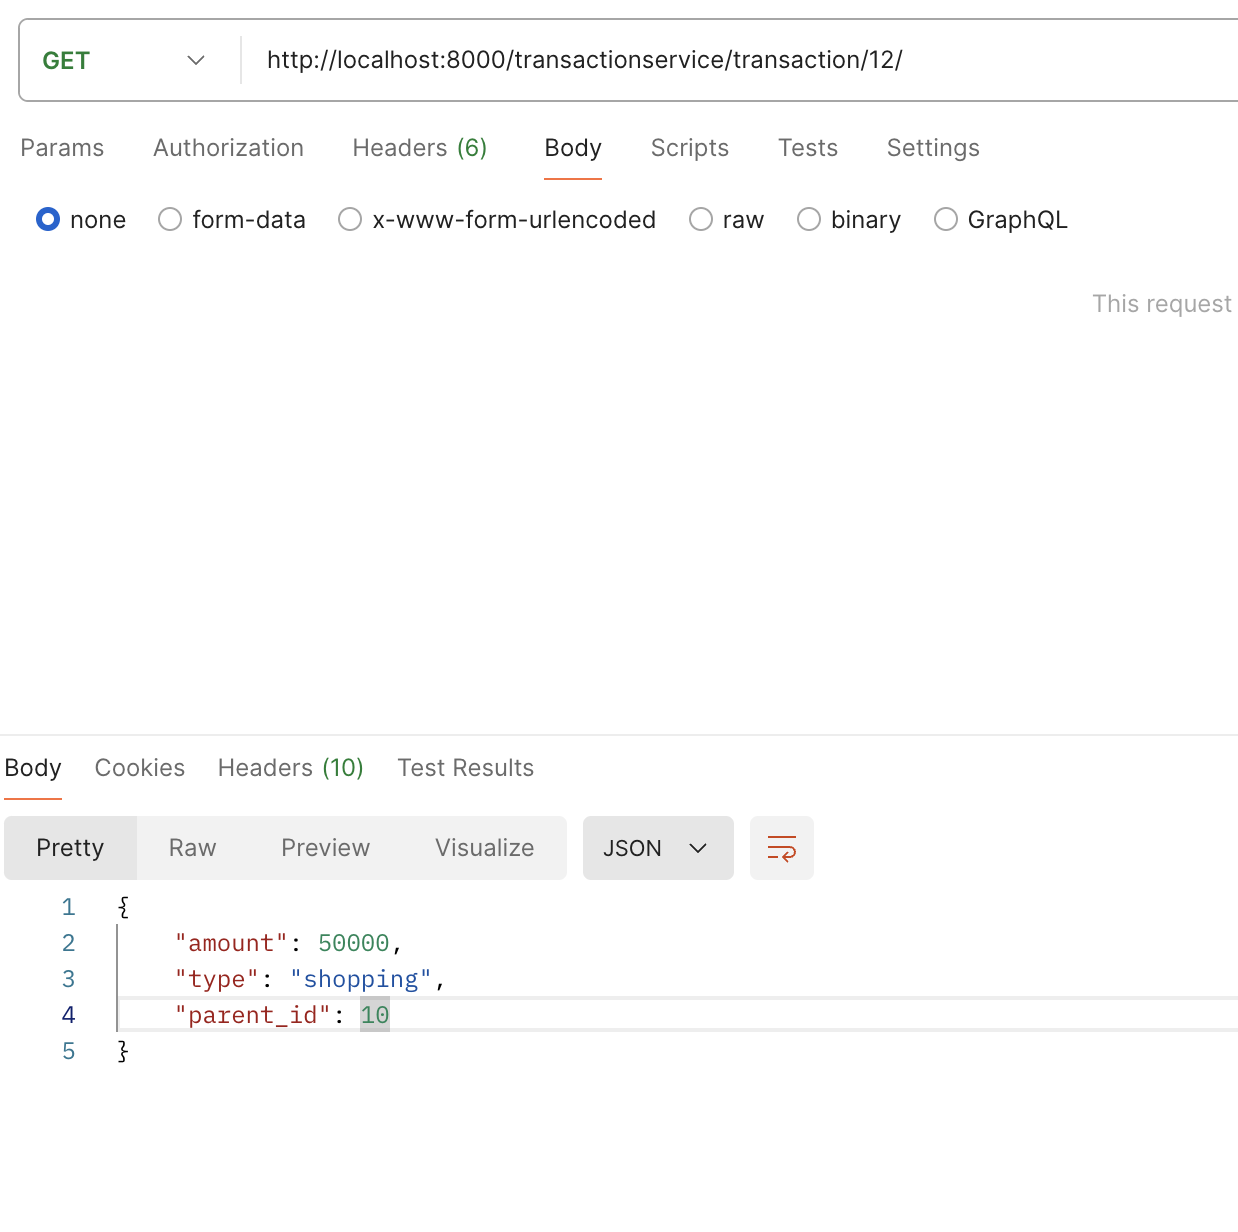 GET http://localhost:8000/transactionservice/transaction/12/
Params Authorization Headers (6) Body Scripts Tests Settings
none form-data x-www-form-urlencoded raw binary GraphQL
This request
Body Cookies Headers (10) Test Results
Pretty Raw Preview Visualize JSON
1 {
2 "amount": 50000,
3 "type": "shopping",
4 "parent_id": 10
5 }